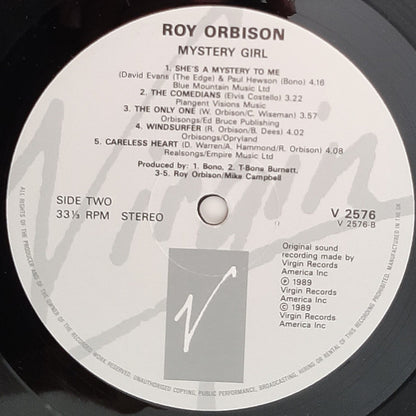 ROY ORBISON
MYSTERY GIRL
1. SHE'S A MYSTERY TO ME
(David Evans (The Edge) & Paul Hewson (Bono) 4.16
Blue Mountain Music Ltd
2. THE COMEDIANS (Elvis Costello) 3.22
Plangent Visions Music
3. THE ONLY ONE (W. Orbison/C. Wiseman) 3.57
Orbisongs/Ed Bruce Publishing
4. WINDSURFER (R. Orbison/B. Dees) 4.02
Orbisongs/Opryland
5. CARELESS HEART (D. Warren/A. Hammond/R. Orbison) 4.08
Realsongs/Empire Music Ltd
Produced by: 1. Bono, 2. T-Bone Burnett,
3-5. Roy Orbison/Mike Campbell
SIDE TWO
33⅓ RPM STEREO
V 2576
V 2576-B
Original sound
recording made by
Virgin Records
America Inc
℗ 1989
Virgin Records
America Inc
© 1989
Virgin Records
America Inc
Virgin
V
ALL RIGHTS OF THE PRODUCER AND OF THE OWNER OF THE RECORDED WORK RESERVED. UNAUTHORISED COPYING, PUBLIC PERFORMANCE, BROADCASTING, HIRING OR RENTAL OF THIS RECORDING PROHIBITED. MANUFACTURED IN THE U.K.